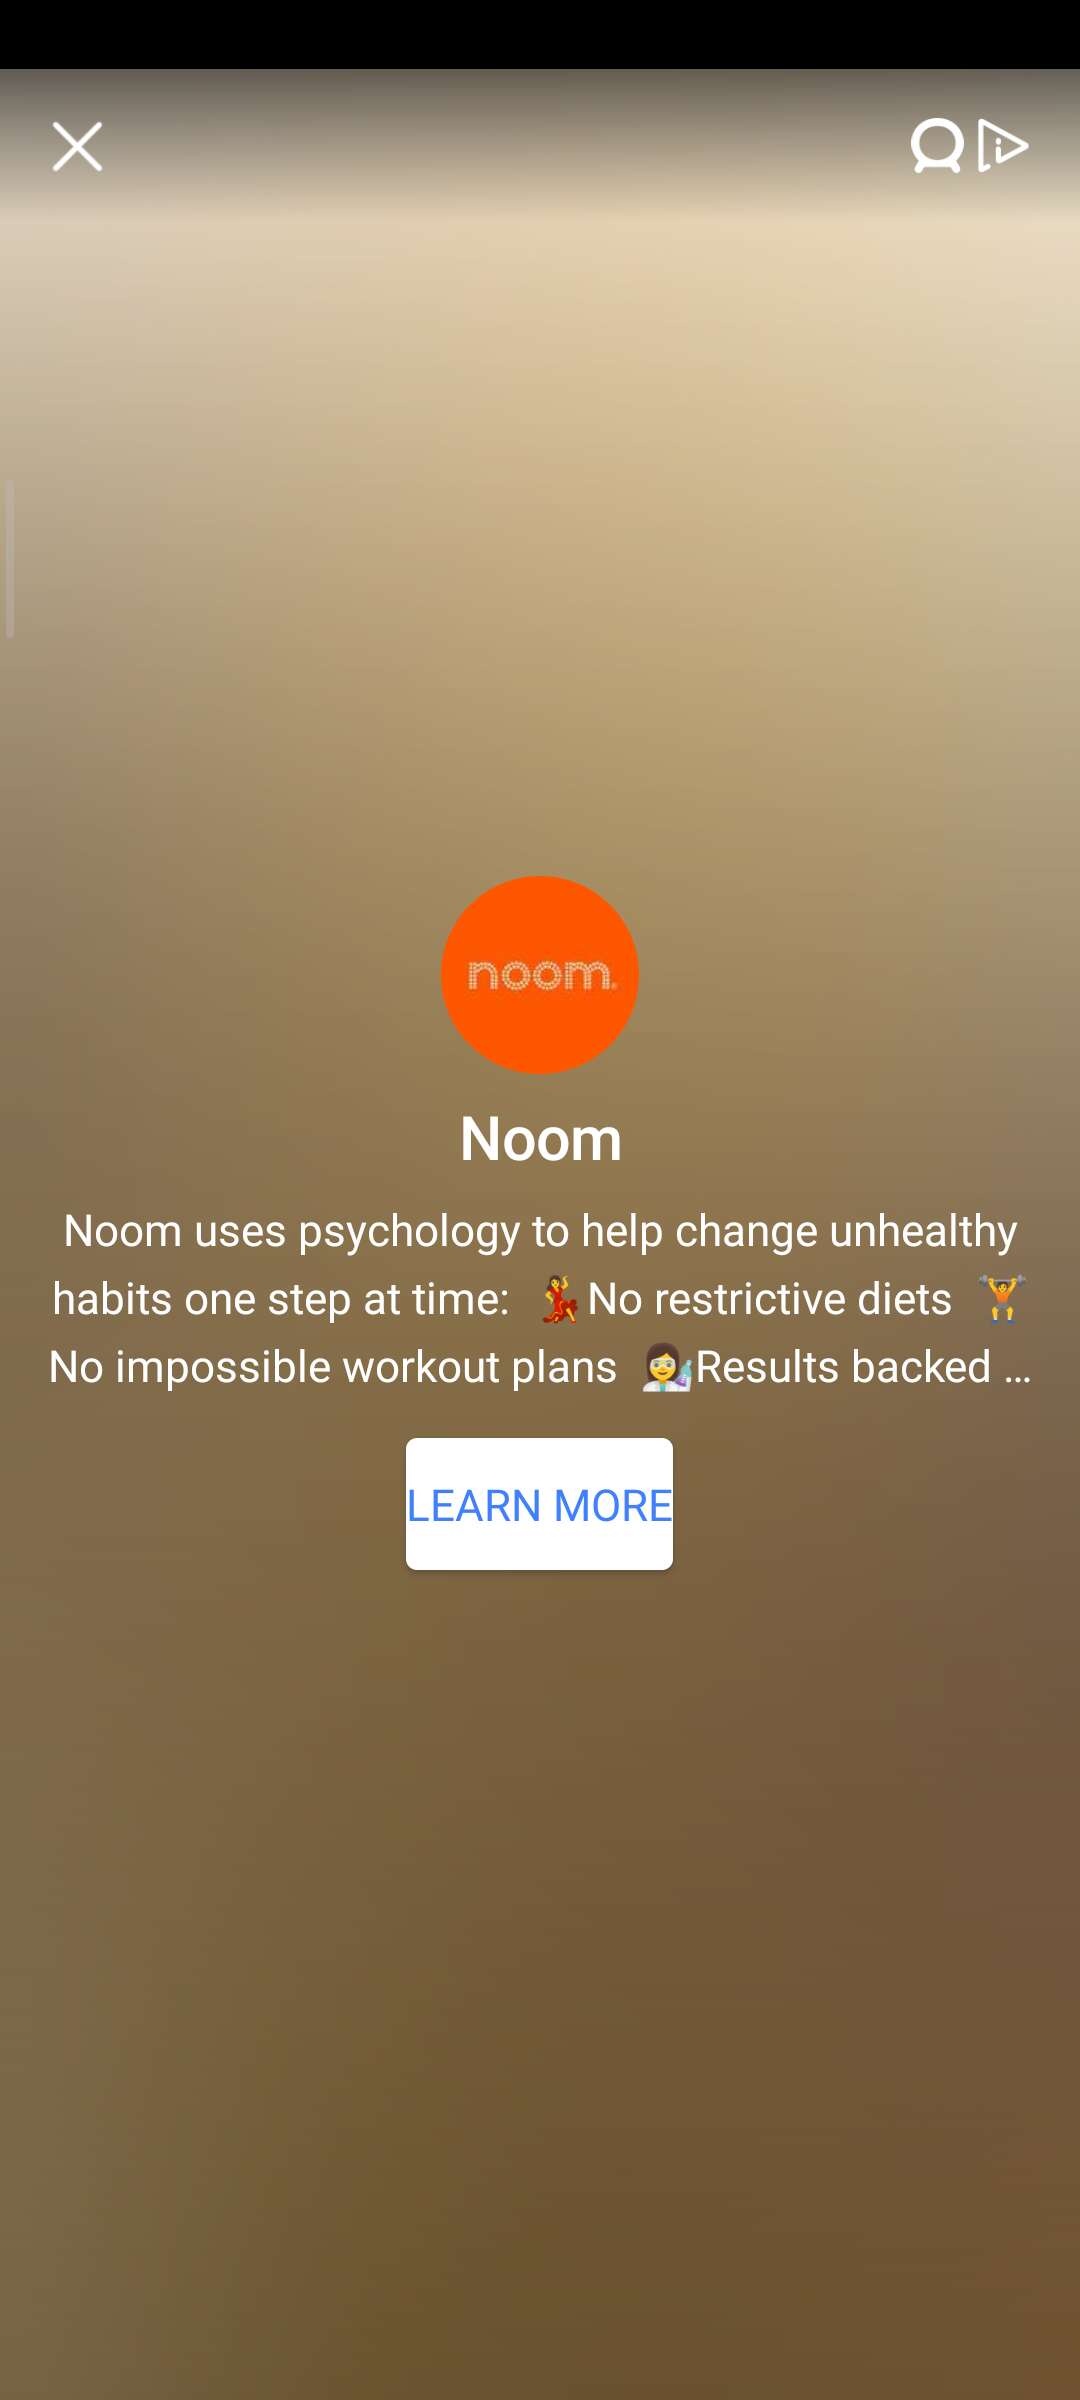 noom
Noom
Noom uses psychology to help change unhealthy
habits one step at time: 💃No restrictive diets 🏋
No impossible workout plans 👩‍🔬Results backed ...
LEARN MORE